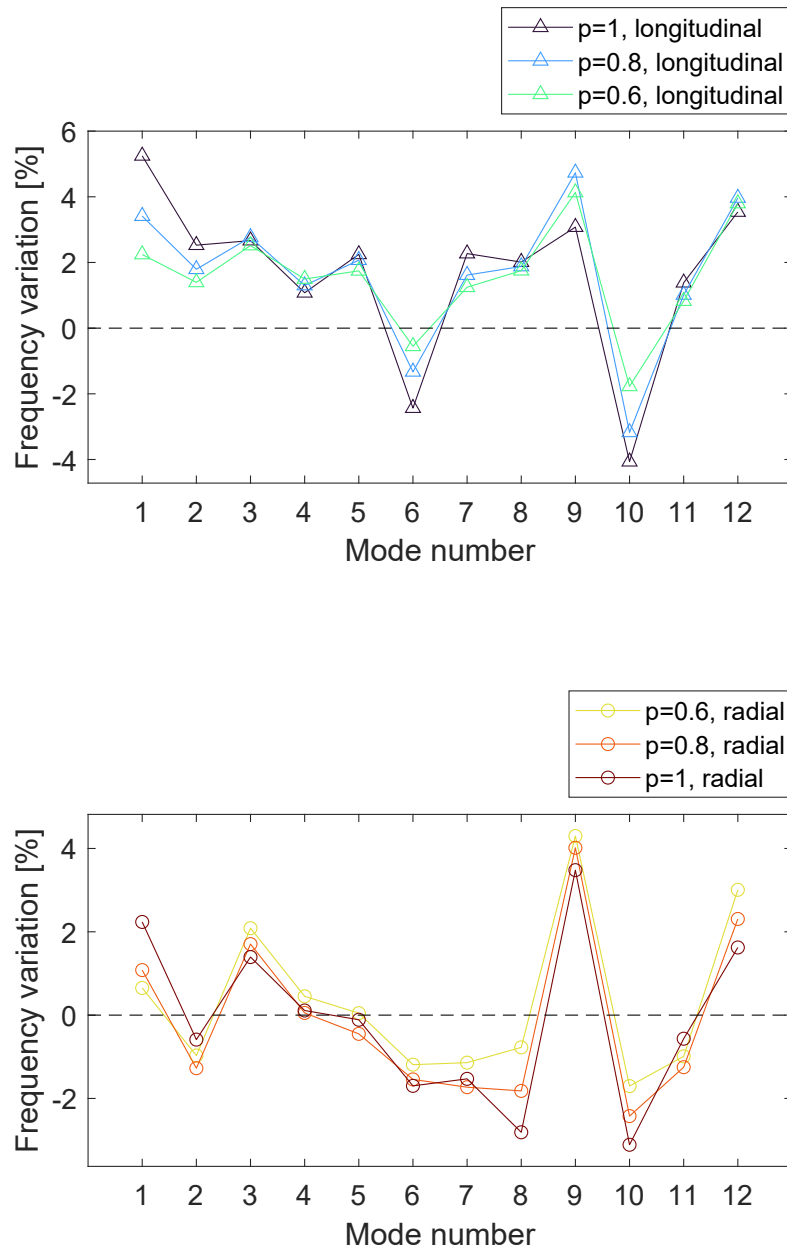 p=1, longitudinal
p=0.8, longitudinal
p=0.6, longitudinal
Frequency variation [%]
6
4
2
0
-2
-4
1 2 3 4 5 6 7 8 9 10 11 12
Mode number
p=0.6, radial
p=0.8, radial
p=1, radial
Frequency variation [%]
4
2
0
-2
1 2 3 4 5 6 7 8 9 10 11 12
Mode number